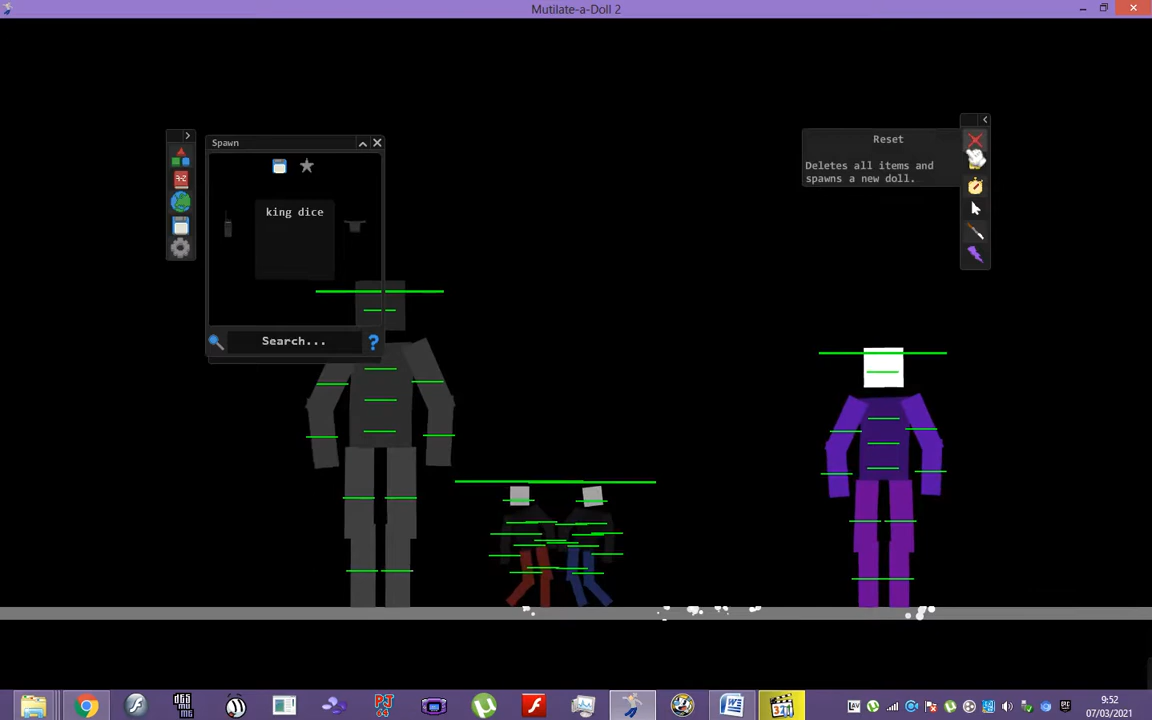 Mutilate-a-Doll 2
Spawn
king dice
Search...
?
Reset
Deletes all items and
spawns a new doll.
9:52
07/03/2021